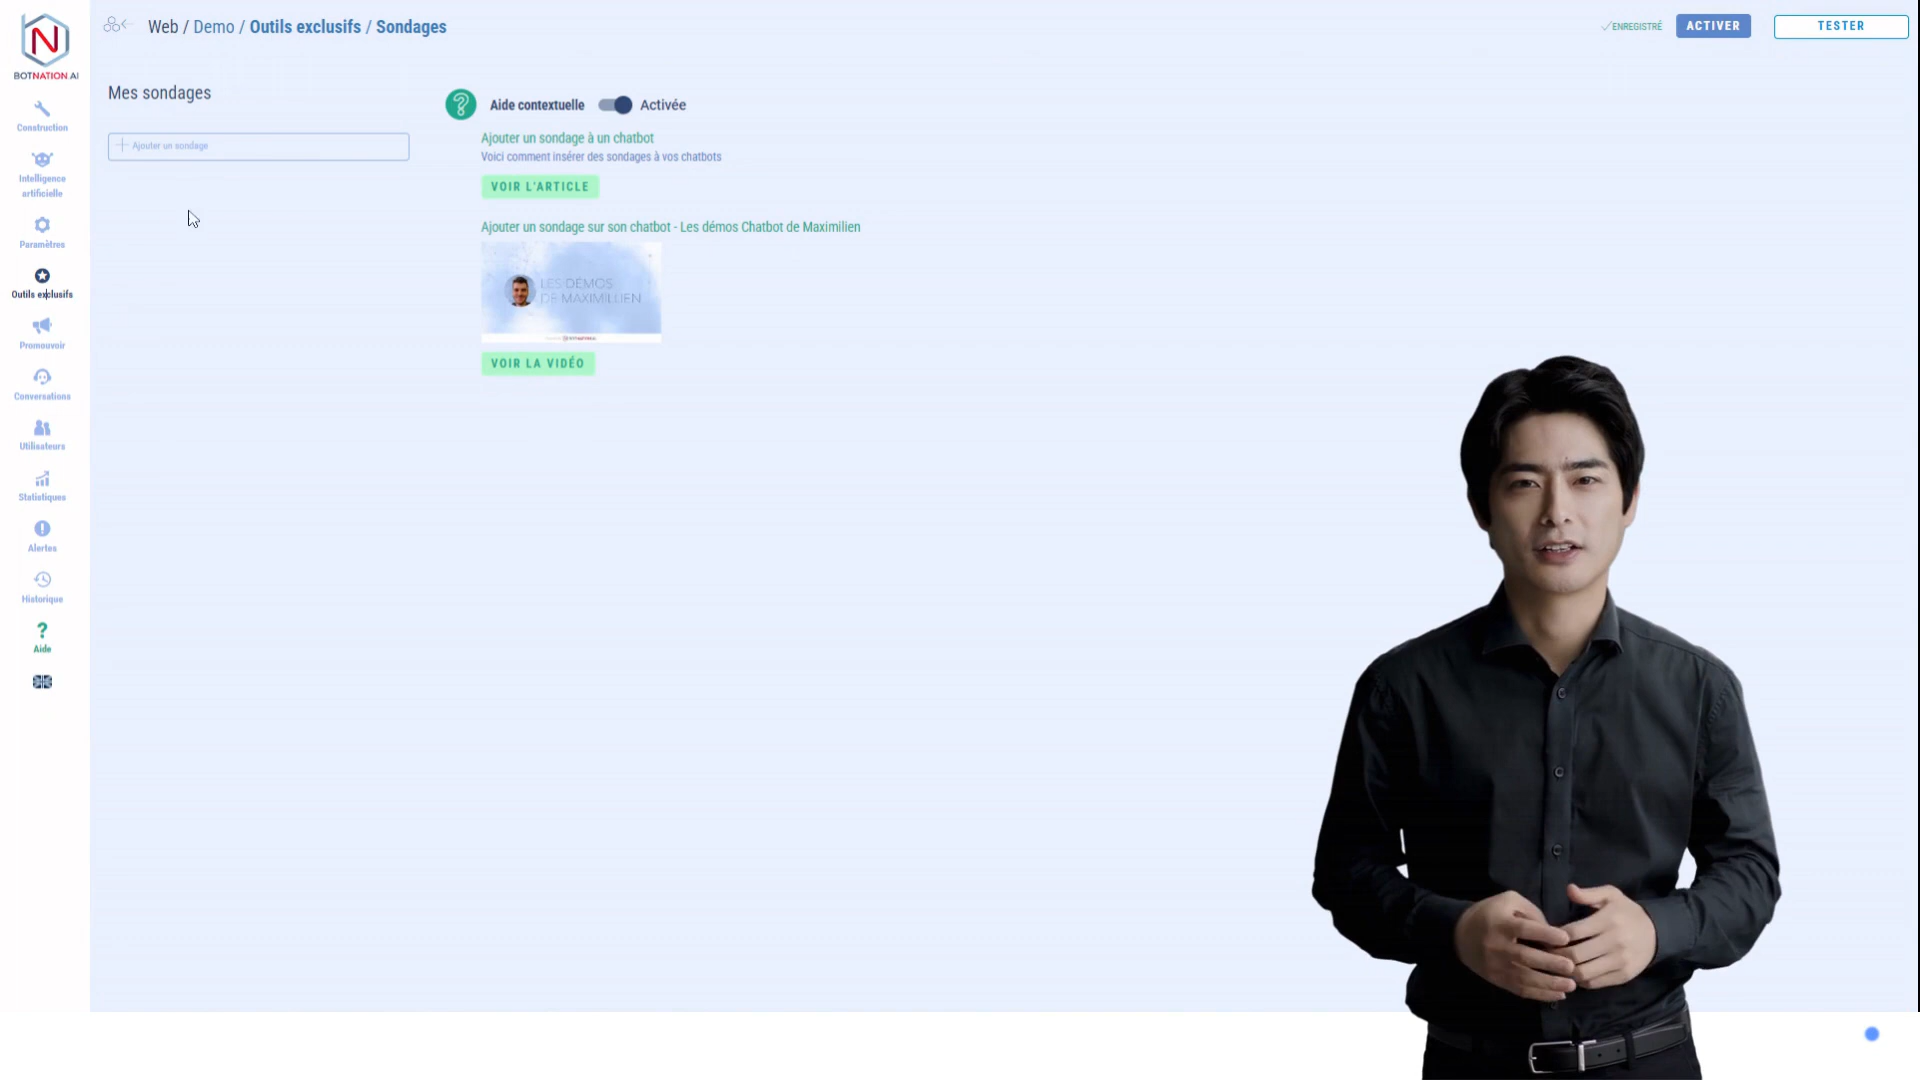 Web / Demo / Outils exclusifs / Sondages
ENREGISTRÉ
ACTIVER
TESTER
BOTNATION.AI
Construction
Intelligence
artificielle
Paramètres
Outils exclusifs
Promouvoir
Conversations
Utilisateurs
Statistiques
Alertes
Historique
Aide
Mes sondages
Ajouter un sondage
Aide contextuelle
Activée
Ajouter un sondage à un chatbot
Voici comment insérer des sondages à vos chatbots
VOIR L'ARTICLE
Ajouter un sondage sur son chatbot - Les démos Chatbot de Maximilien
LES DÉMOS
DE MAXIMILLIEN
VOIR LA VIDÉO